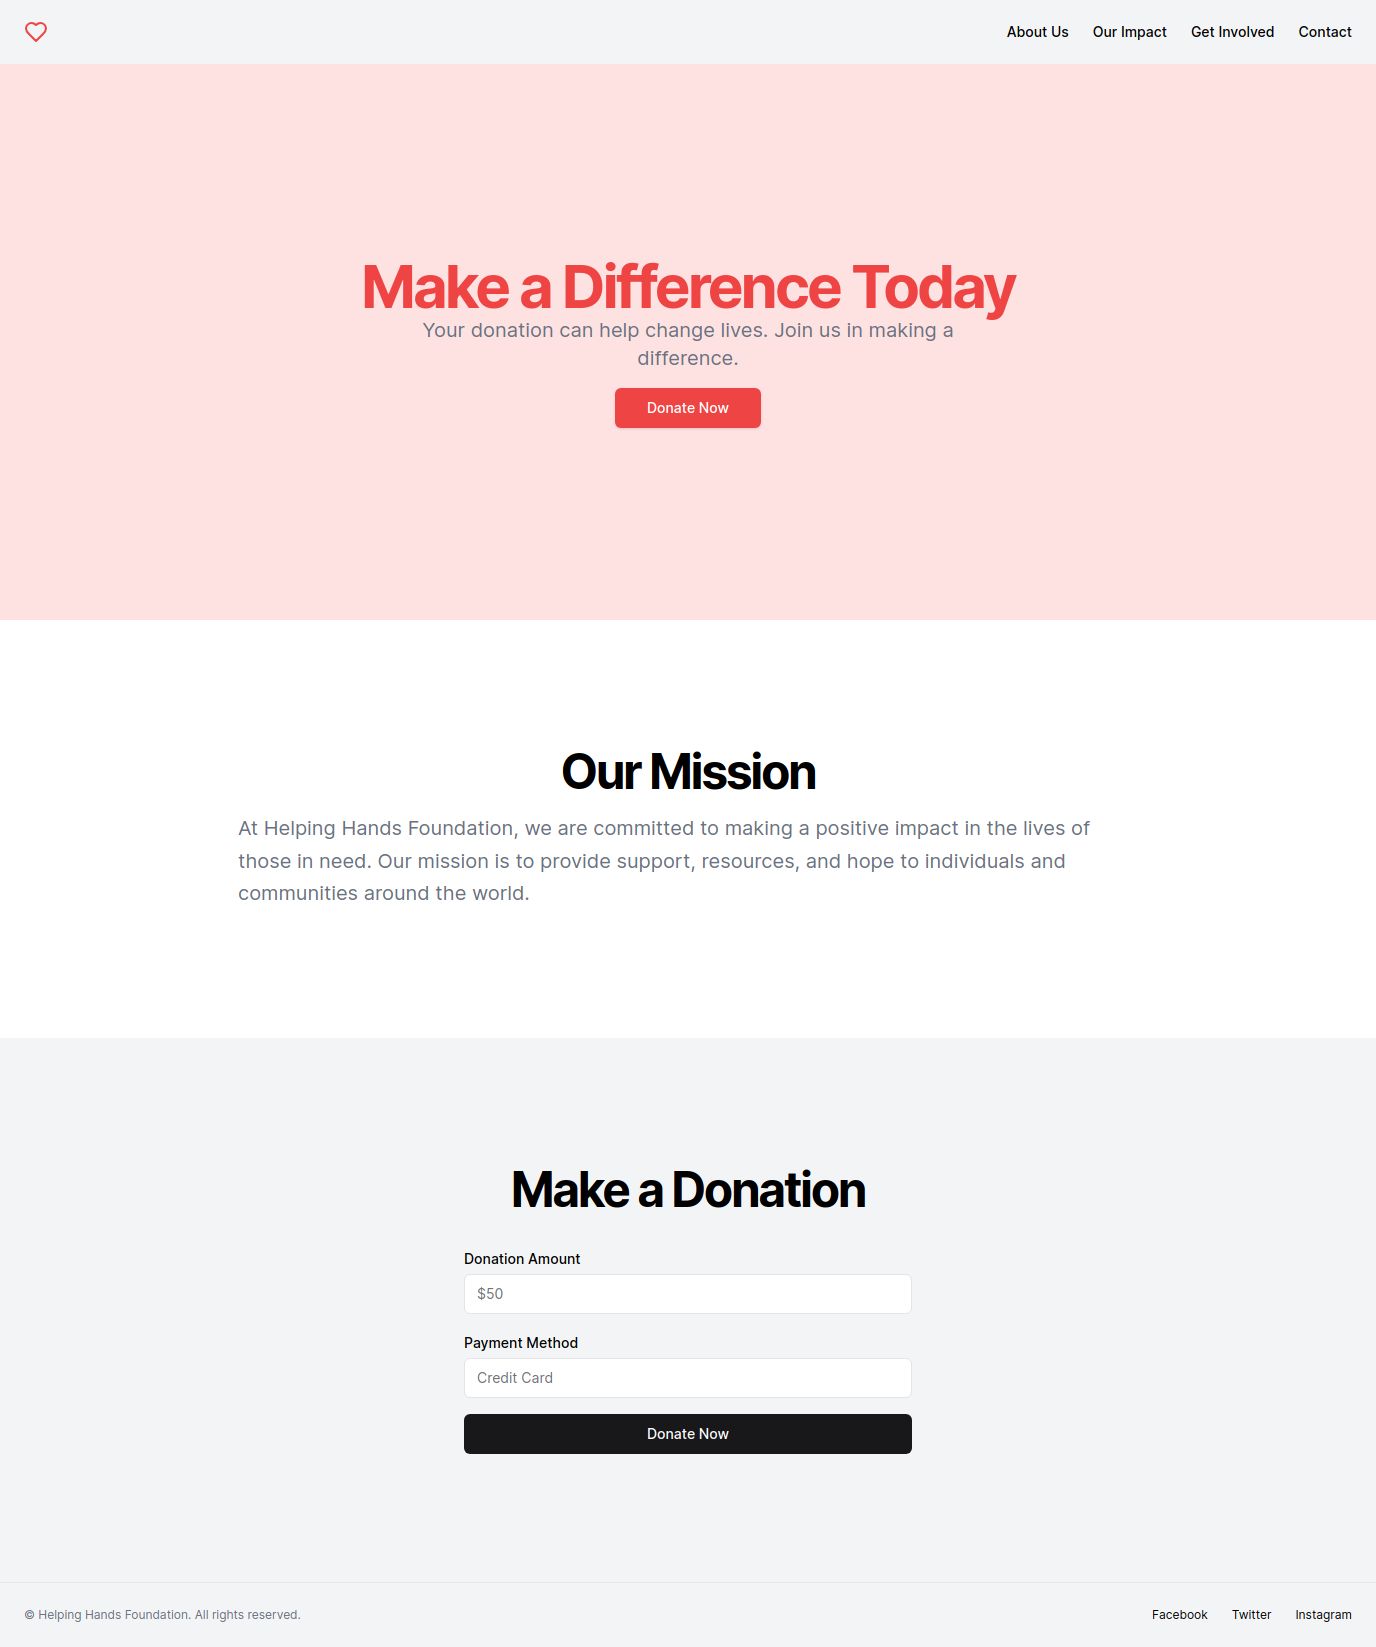 About Us Our Impact Get Involved Contact
Make a Difference Today
Your donation can help change lives. Join us in making a
difference.
Donate Now
Our Mission
At Helping Hands Foundation, we are committed to making a positive impact in the lives of
those in need. Our mission is to provide support, resources, and hope to individuals and
communities around the world.
Make a Donation
Donation Amount
$50
Payment Method
Credit Card
Donate Now
© Helping Hands Foundation. All rights reserved. Facebook Twitter Instagram